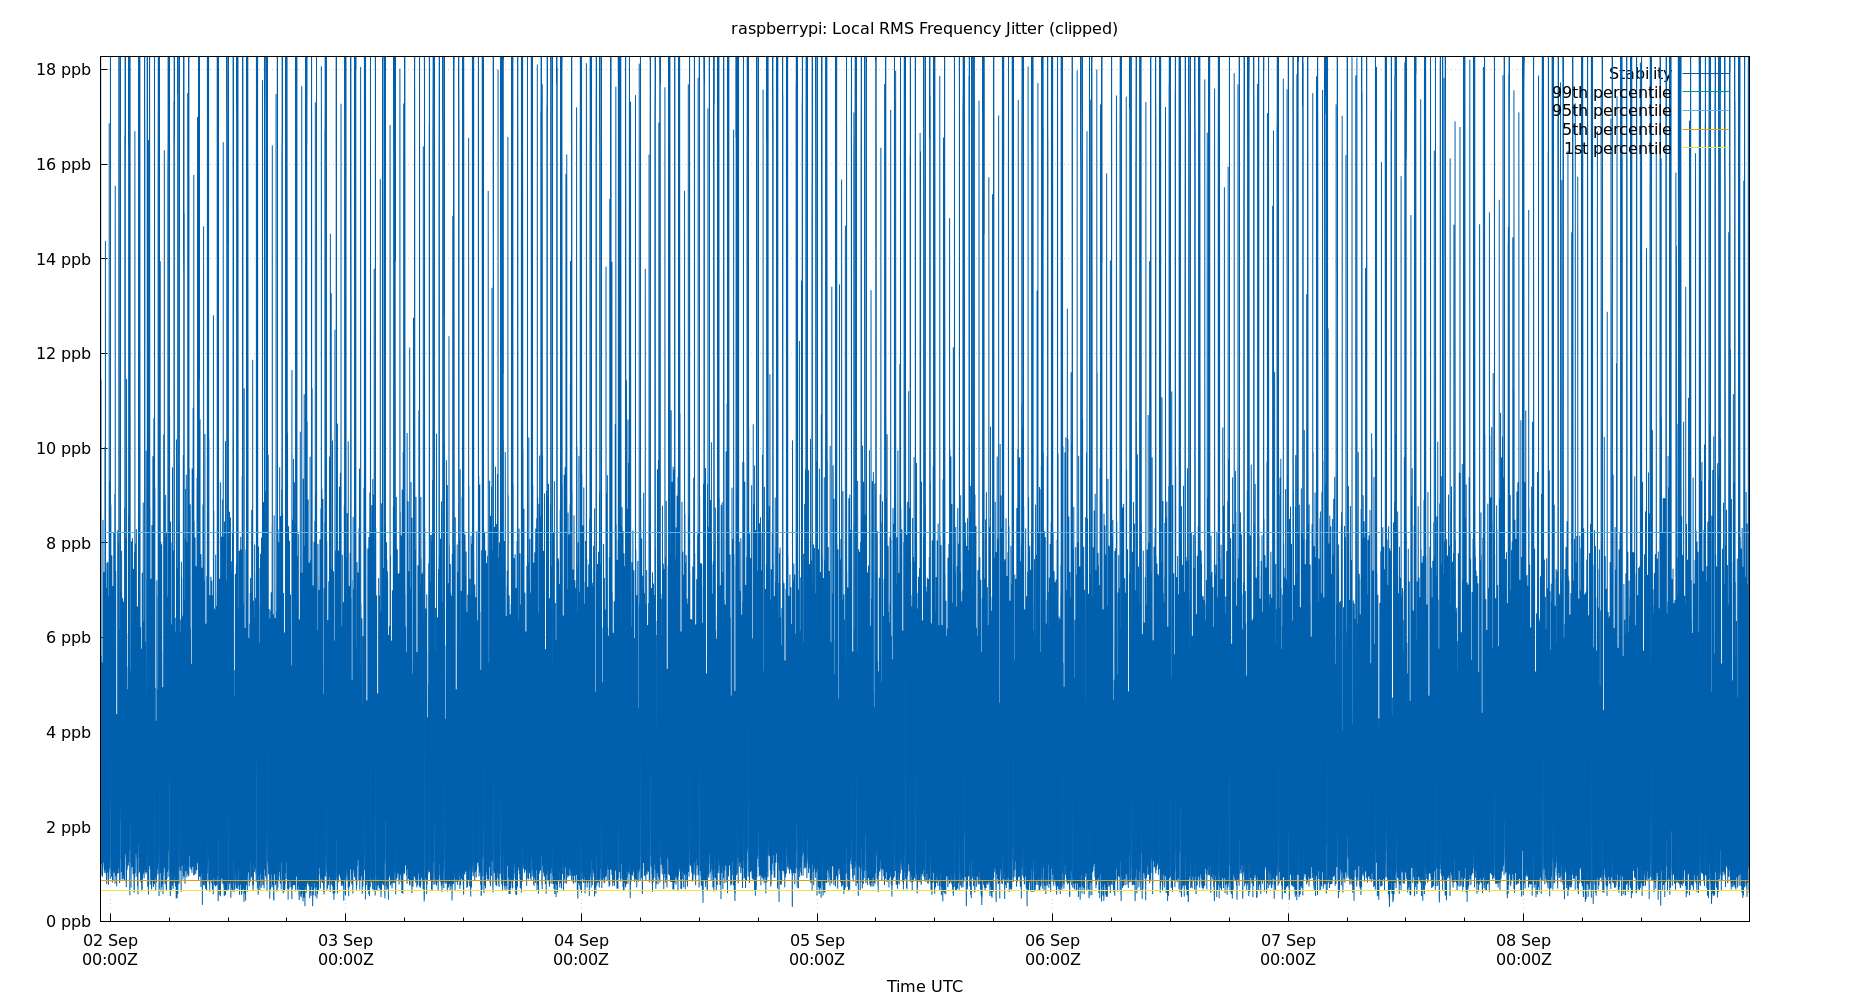 raspberrypi: Local RMS Frequency Jitter (clipped)
18 ppb
16 ppb
14 ppb
12 ppb
10 ppb
8 ppb
6 ppb
4 ppb
2 ppb
0 ppb
Stability
99th percentile
95th percentile
5th percentile
1st percentile
02 Sep
00:00Z
03 Sep
00:00Z
04 Sep
00:00Z
05 Sep
00:00Z
06 Sep
00:00Z
07 Sep
00:00Z
08 Sep
00:00Z
Time UTC